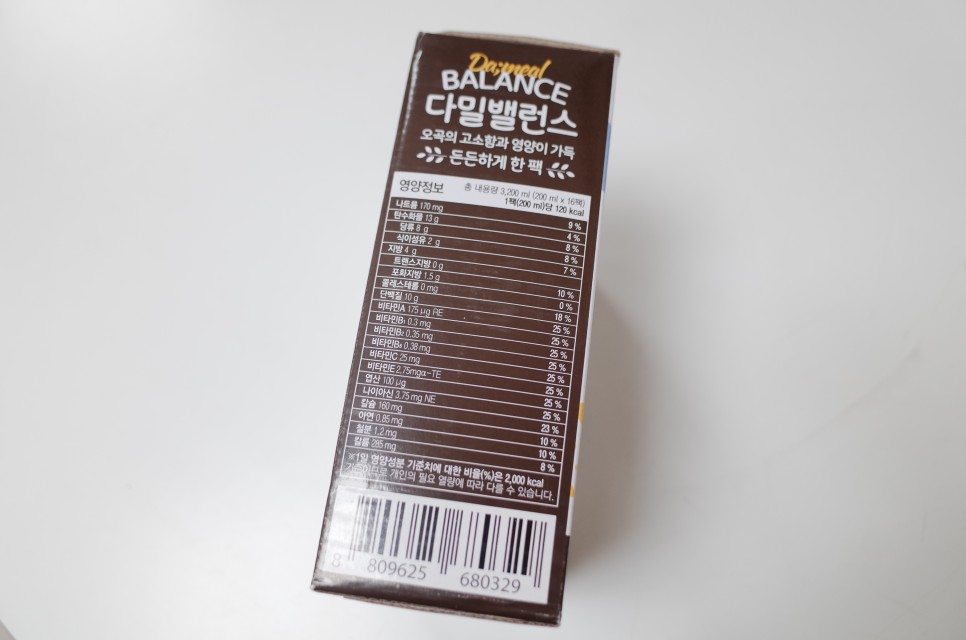 Da;meal
BALANCE
다밀밸런스
오곡의 고소함과 영양이 가득
든든하게 한 팩
영양정보 총 내용량 3,200 ml (200 ml x 16팩)
1팩(200 ml)당 120 kcal
나트륨 170 mg 9 %
탄수화물 13 g 4 %
당류 8 g 8 %
식이섬유 2 g 8 %
지방 4 g 7 %
트랜스지방 0 g
포화지방 1.5 g 10 %
콜레스테롤 0 mg 0 %
단백질 10 g 18 %
비타민A 175 μg RE 25 %
비타민B₁ 0.3 mg 25 %
비타민B₂ 0.35 mg 25 %
비타민B₆ 0.38 mg 25 %
비타민C 25 mg 25 %
비타민E 2.75mgα-TE 25 %
엽산 100 μg 25 %
나이아신 3.75 mg NE 25 %
칼슘 160 mg 23 %
아연 0.85 mg 10 %
철분 1.2 mg 10 %
칼륨 285 mg 8 %
※1일 영양성분 기준치에 대한 비율(%)은 2,000 kcal
기준이므로 개인의 필요 열량에 따라 다를 수 있습니다.
8 809625 680329